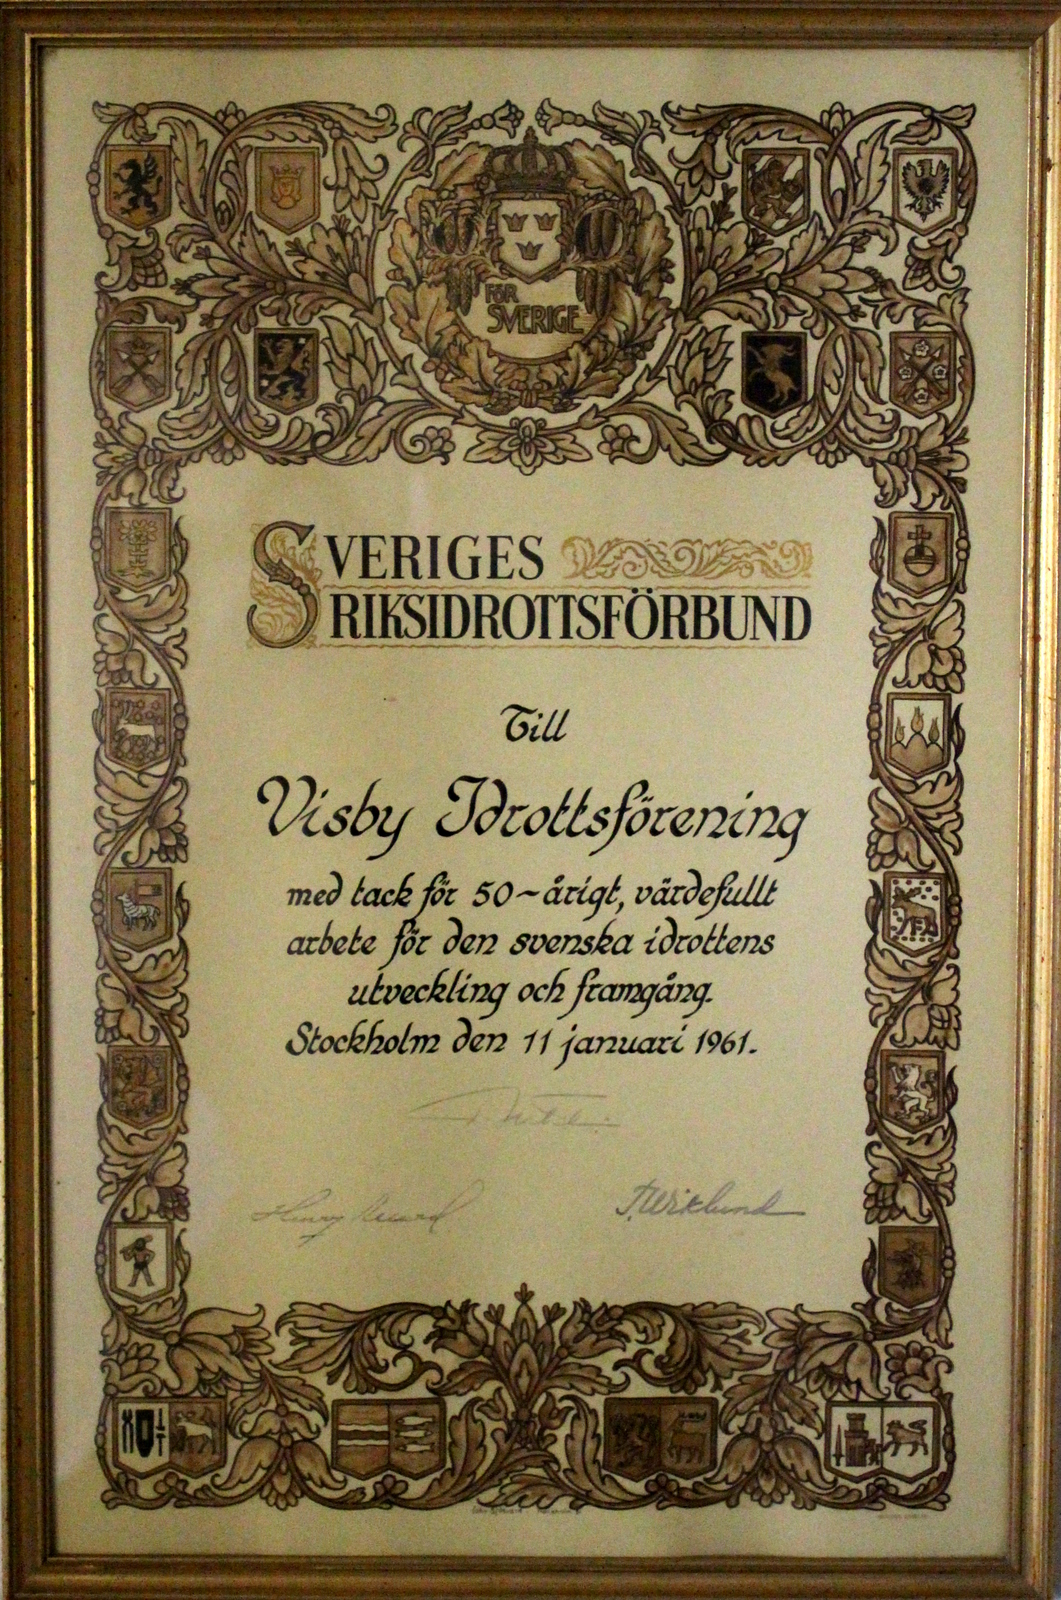 FÖR
SVERIGE
SVERIGES
RIKSIDROTTSFÖRBUND
Till
Visby Idrottsförening
med tack för 50-årigt, värdefullt
arbete för den svenska idrottens
utveckling och framgång.
Stockholm den 11 januari 1961.
Wiklund